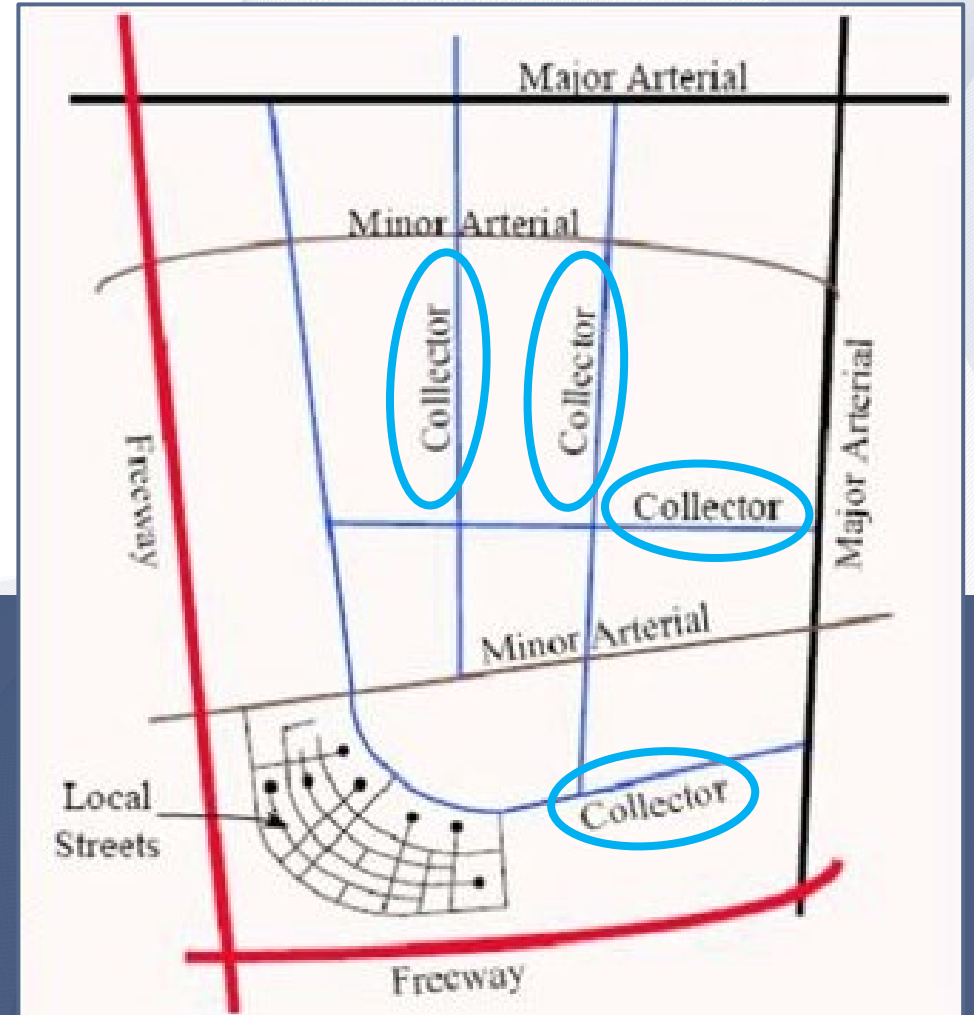 Major Arterial
Minor Arterial
Collector
Collector
Freeway
Major Arterial
Collector
Minor Arterial
Local
Streets
Collector
Freeway